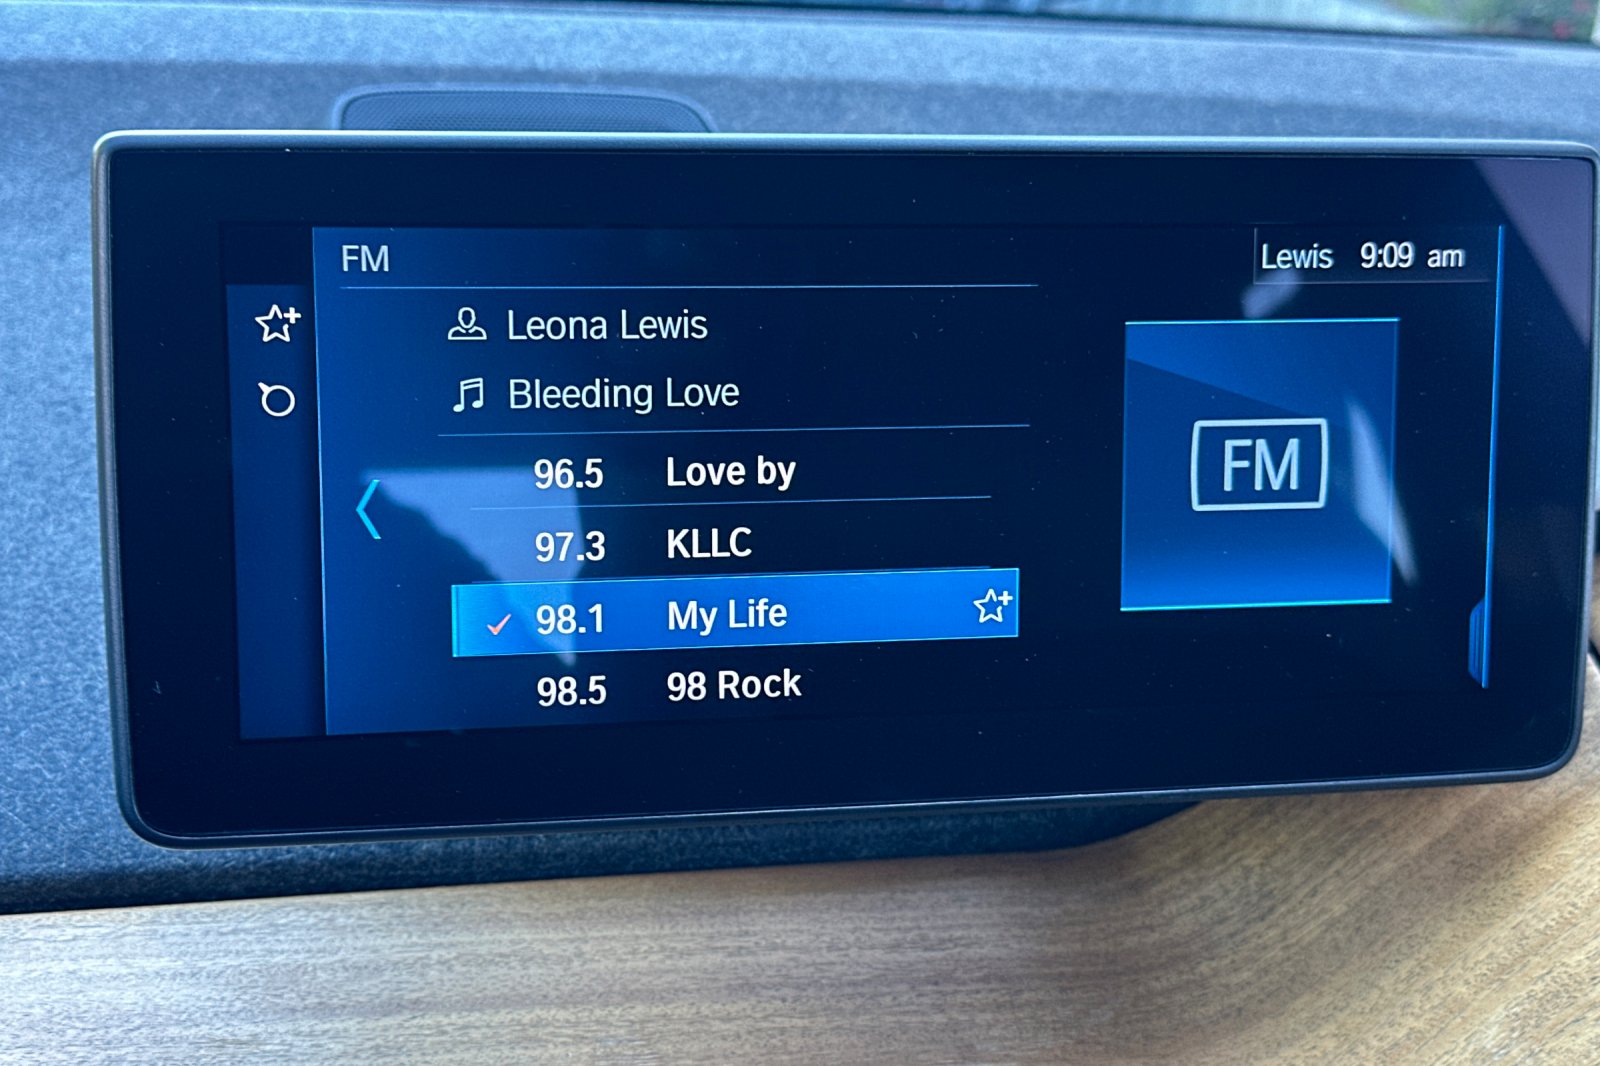 FM
Lewis 9:09 am
Leona Lewis
Bleeding Love
96.5 Love by
97.3 KLLC
98.1 My Life
98.5 98 Rock
FM